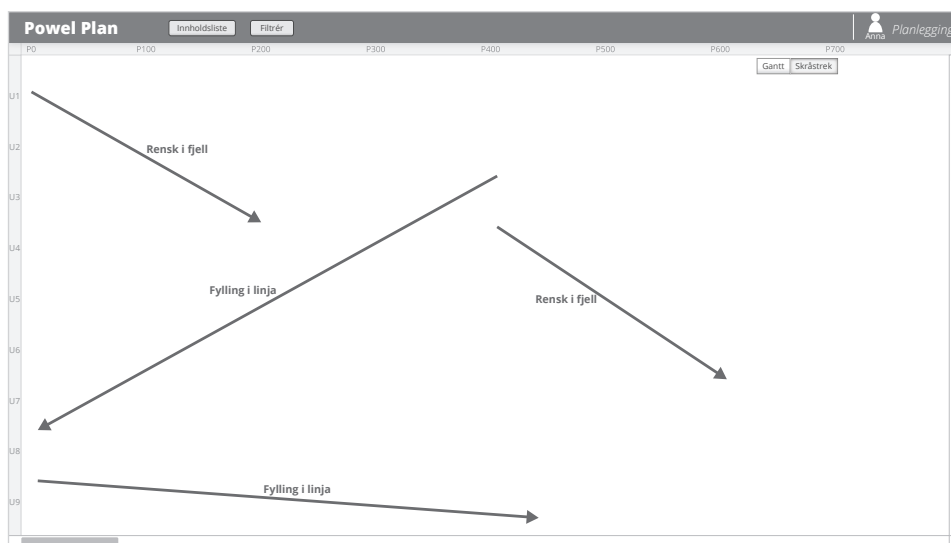 Powel Plan
Innholdsliste
Filtrér
Anna
Planlegging
P0 P100 P200 P300 P400 P500 P600 P700
Gantt Skråstrek
U1
Rensk i fjell
U2
U3
U4
Fylling i linja
U5
Rensk i fjell
U6
U7
U8
Fylling i linja
U9